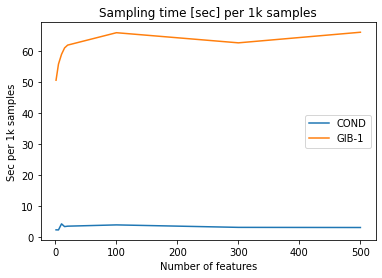 Sampling time [sec] per 1k samples
Sec per 1k samples
60
50
40
30
20
10
0
COND
GIB-1
0 100 200 300 400 500
Number of features